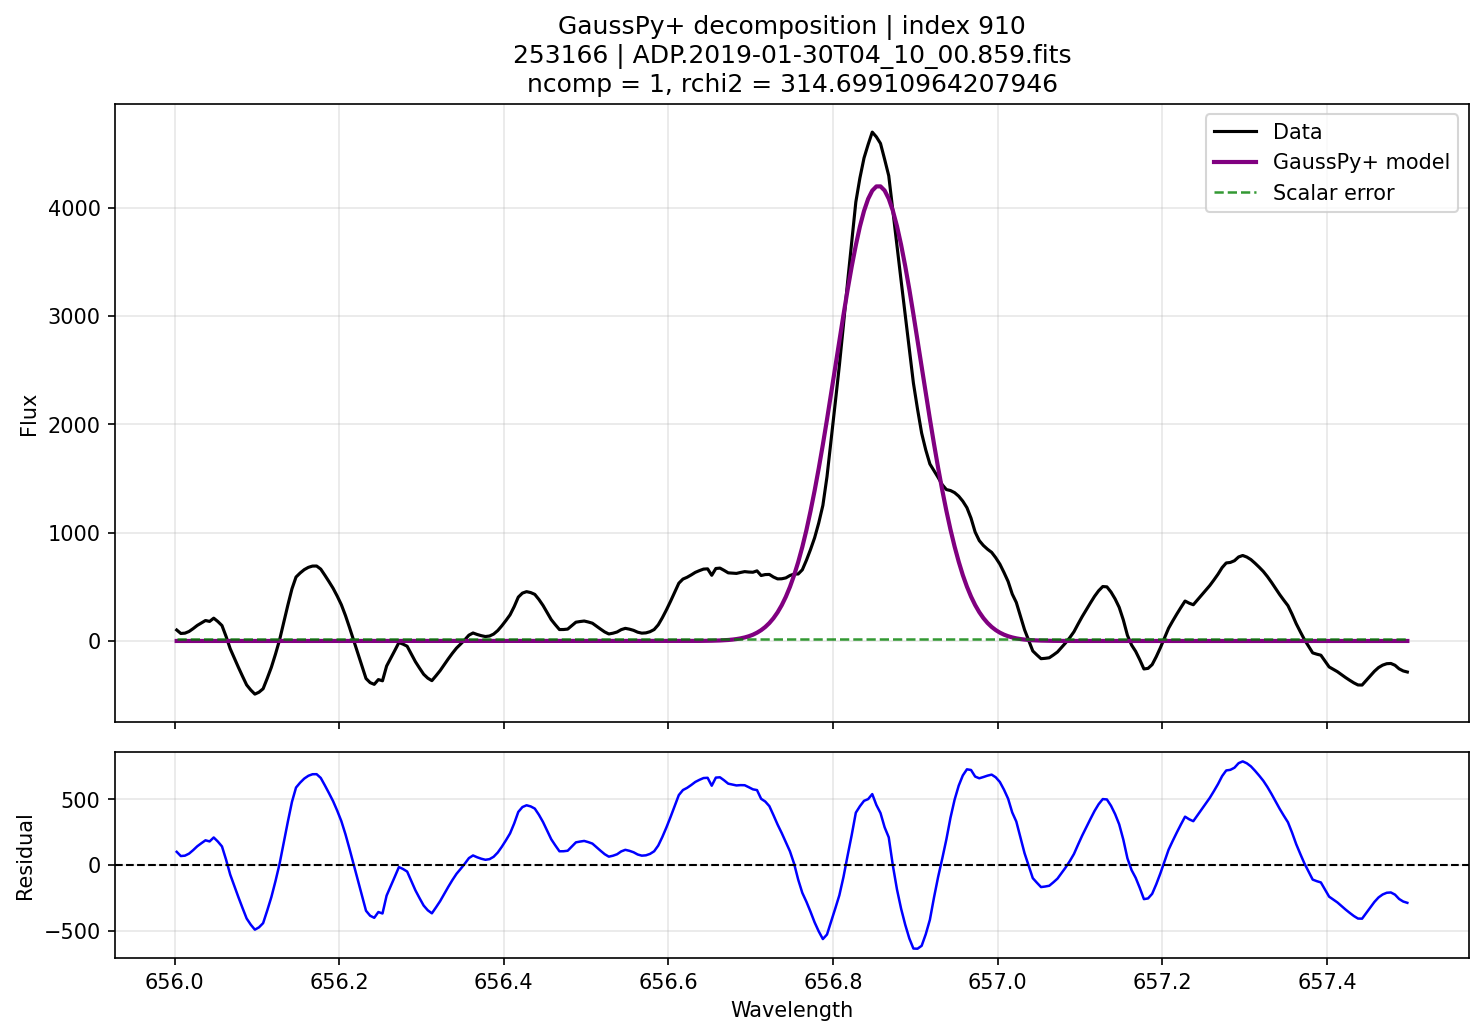 GaussPy+ decomposition | index 910
253166 | ADP.2019-01-30T04_10_00.859.fits
ncomp = 1, rchi2 = 314.69910964207946
Data
GaussPy+ model
Scalar error
Flux
4000
3000
2000
1000
0
Residual
500
0
−500
656.0 656.2 656.4 656.6 656.8 657.0 657.2 657.4
Wavelength